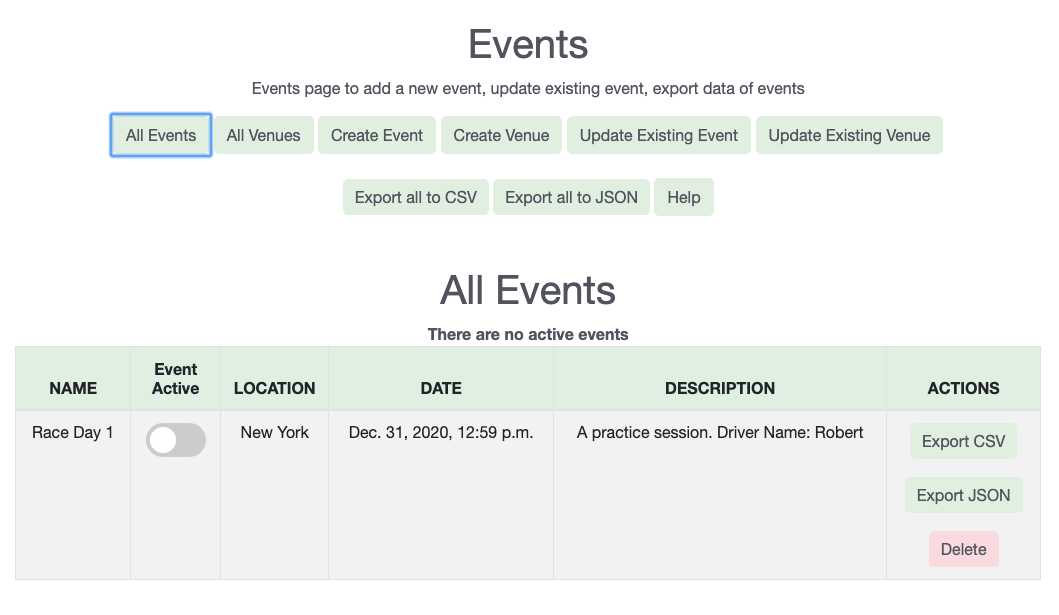 Events
Events page to add a new event, update existing event, export data of events
All Events All Venues Create Event Create Venue Update Existing Event Update Existing Venue
Export all to CSV Export all to JSON Help
All Events
There are no active events
NAME Event Active LOCATION DATE DESCRIPTION ACTIONS
Race Day 1 New York Dec. 31, 2020, 12:59 p.m. A practice session. Driver Name: Robert Export CSV
Export JSON
Delete